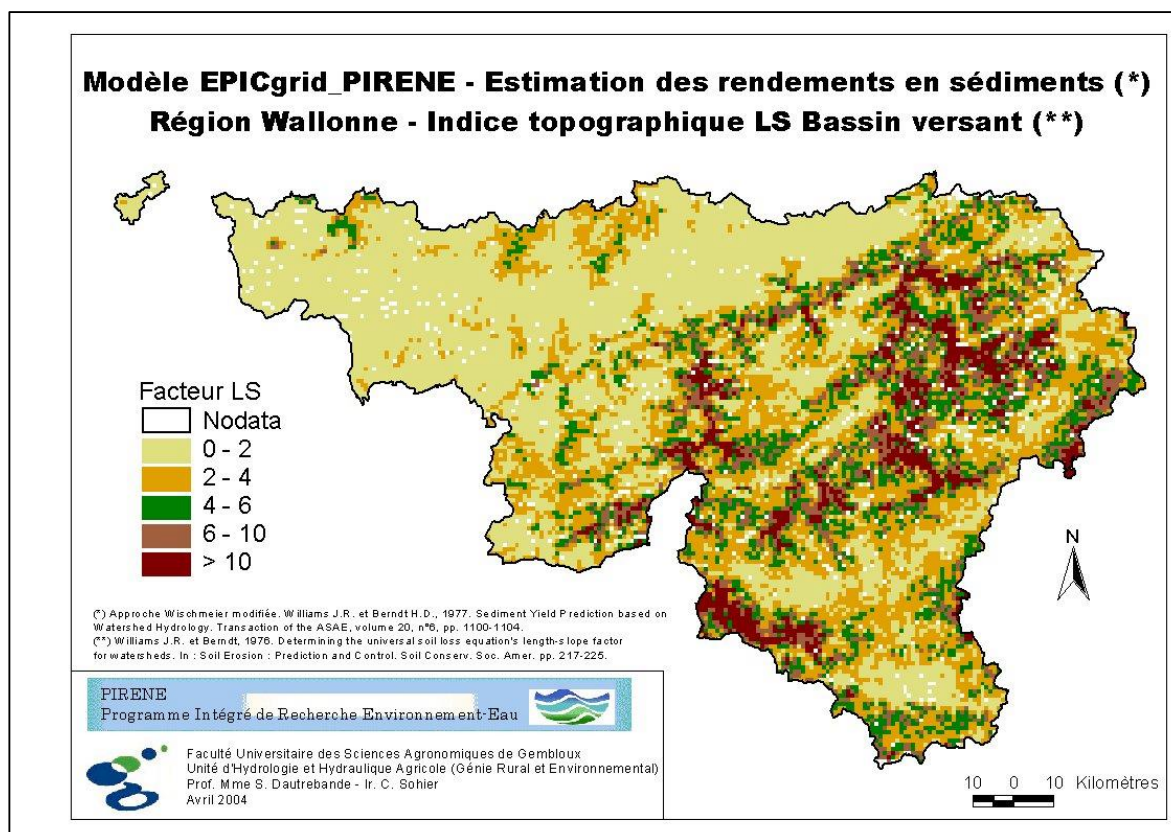 Modèle EPICgrid_PIRENE - Estimation des rendements en sédiments (*)
Région Wallonne - Indice topographique LS Bassin versant (**)
Facteur LS
Nodata
0 - 2
2 - 4
4 - 6
6 - 10
> 10
N
(*) Approche Wischmeier modifiée. Williams J.R. et Berndt H.D., 1977. Sediment Yield Prediction based on
Watershed Hydrology. Transaction of the ASAE, volume 20, n°6, pp. 1100-1104.
(**) Williams J.R. et Berndt, 1976. Determining the universal soil loss equation's length-slope factor
for watersheds. In : Soil Erosion : Prediction and Control. Soil Conserv. Soc. Amer. pp. 217-225.
PIRENE
Programme Intégré de Recherche Environnement-Eau
Faculté Universitaire des Sciences Agronomiques de Gembloux
Unité d'Hydrologie et Hydraulique Agricole (Génie Rural et Environnemental)
Prof. Mme S. Dautrebande - Ir. C. Sohier
Avril 2004
10 0 10 Kilomètres